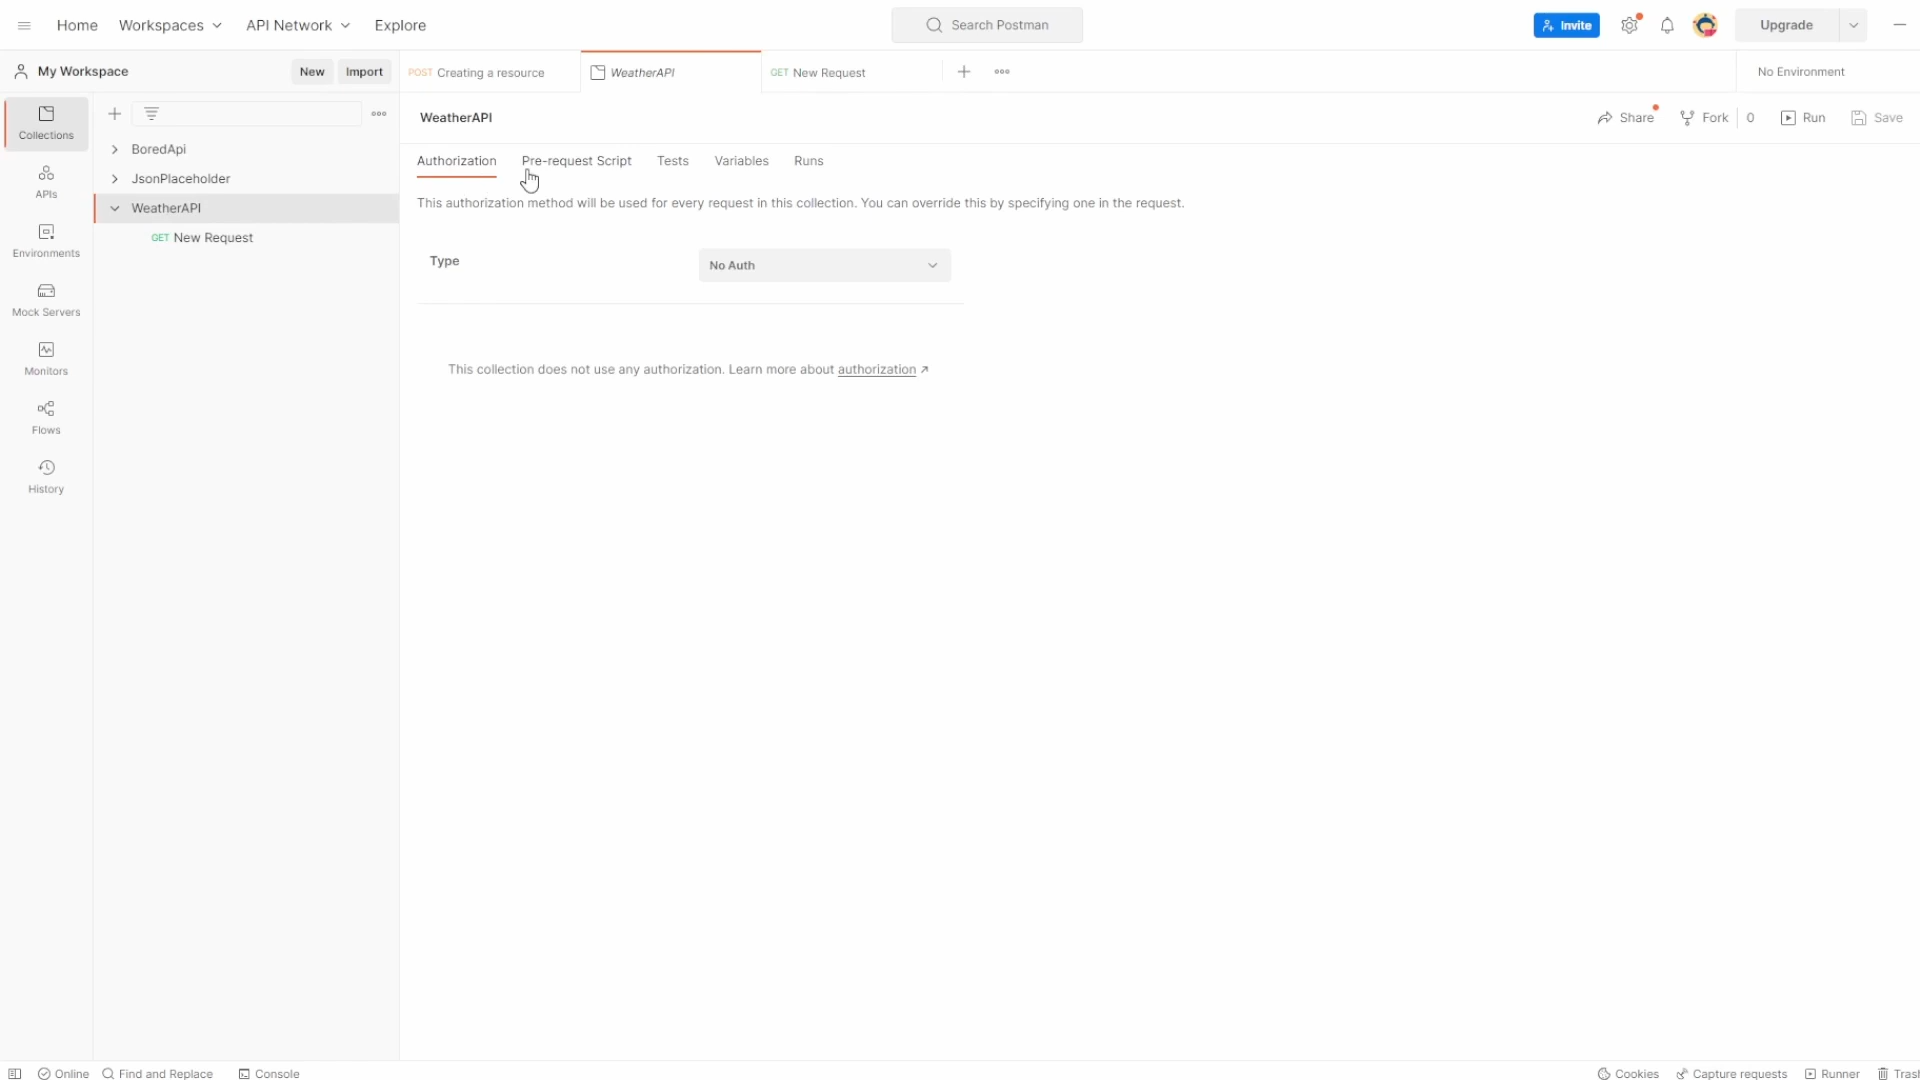 Home Workspaces API Network Explore Search Postman Invite Upgrade
My Workspace New Import POST Creating a resource WeatherAPI GET New Request No Environment
Collections
BoredApi
JsonPlaceholder
WeatherAPI
GET New Request
APIs
Environments
Mock Servers
Monitors
Flows
History
WeatherAPI Share Fork 0 Run Save
Authorization Pre-request Script Tests Variables Runs
This authorization method will be used for every request in this collection. You can override this by specifying one in the request.
Type No Auth
This collection does not use any authorization. Learn more about authorization ↗
Online Find and Replace Console Cookies Capture requests Runner Trash